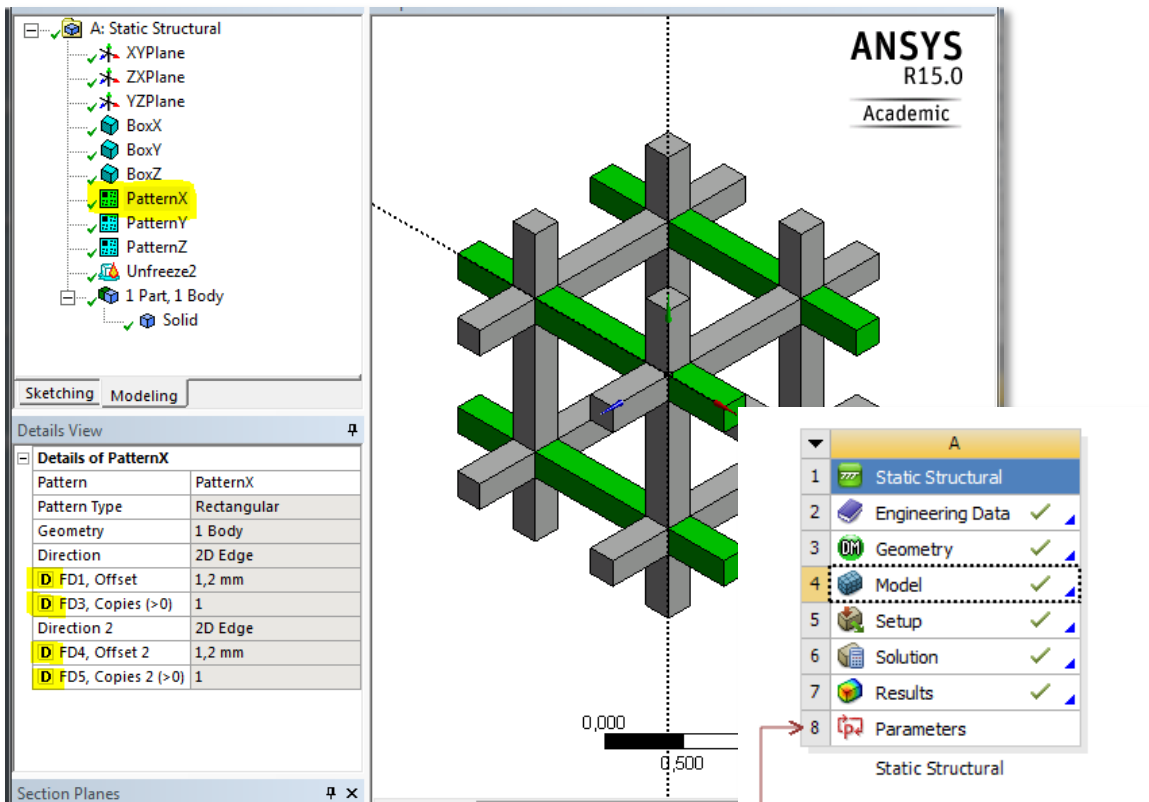 A: Static Structural
XYPlane
ZXPlane
YZPlane
BoxX
BoxY
BoxZ
PatternX
PatternY
PatternZ
Unfreeze2
1 Part, 1 Body
Solid
Sketching Modeling
Details View
Details of PatternX
Pattern PatternX
Pattern Type Rectangular
Geometry 1 Body
Direction 2D Edge
D FD1, Offset 1,2 mm
D FD3, Copies (>0) 1
Direction 2 2D Edge
D FD4, Offset 2 1,2 mm
D FD5, Copies 2 (>0) 1
Section Planes
ANSYS
R15.0
Academic
0,000
0,500
A
1 Static Structural
2 Engineering Data
3 DM Geometry
4 Model
5 Setup
6 Solution
7 Results
8 Parameters
Static Structural